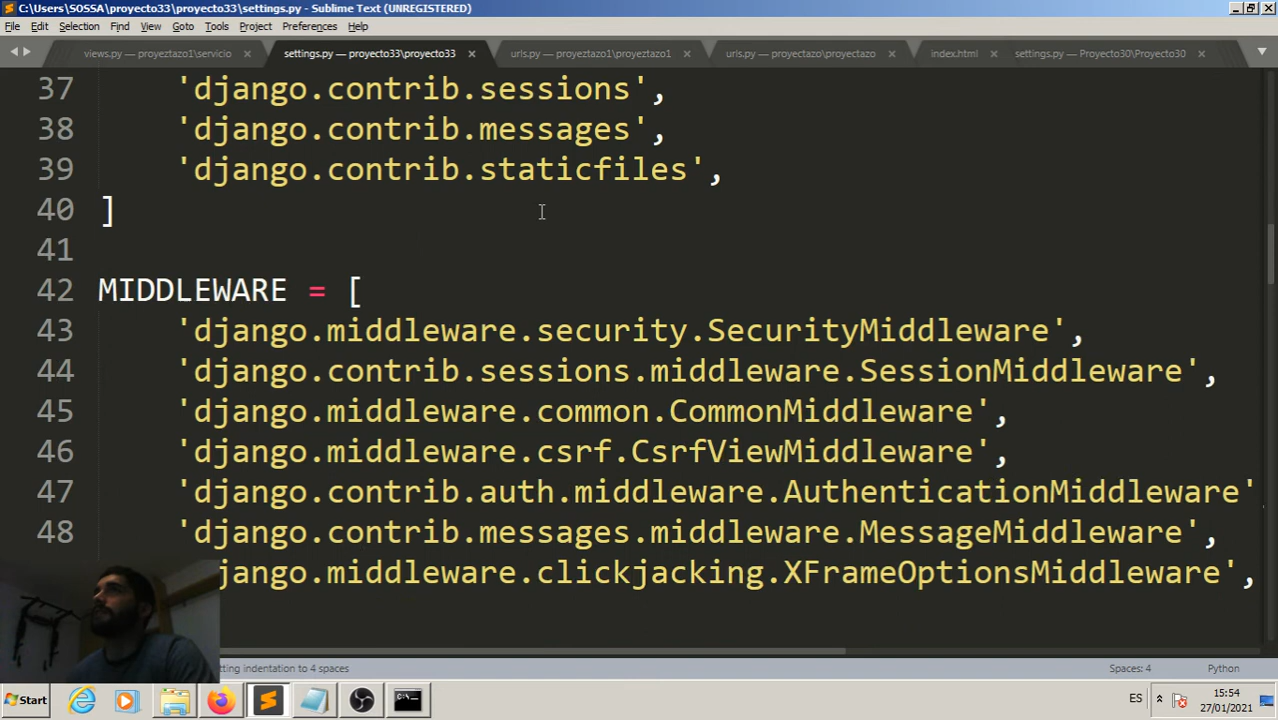 C:\Users\SOSSA\proyecto33\proyecto33\settings.py - Sublime Text (UNREGISTERED)
File Edit Selection Find View Goto Tools Project Preferences Help
views.py — proyeztazo1\servicio × settings.py — proyecto33\proyecto33 × urls.py — proyeztazo1\proyeztazo1 × urls.py — proyectazo\proyectazo × index.html × settings.py — Proyecto30\Proyecto30 ×
37 'django.contrib.sessions',
38 'django.contrib.messages',
39 'django.contrib.staticfiles',
40 ]
41
42 MIDDLEWARE = [
43 'django.middleware.security.SecurityMiddleware',
44 'django.contrib.sessions.middleware.SessionMiddleware',
45 'django.middleware.common.CommonMiddleware',
46 'django.middleware.csrf.CsrfViewMiddleware',
47 'django.contrib.auth.middleware.AuthenticationMiddleware'
48 'django.contrib.messages.middleware.MessageMiddleware',
django.middleware.clickjacking.XFrameOptionsMiddleware',
indentation to 4 spaces Spaces: 4 Python
Start ES 15:54
27/01/2021